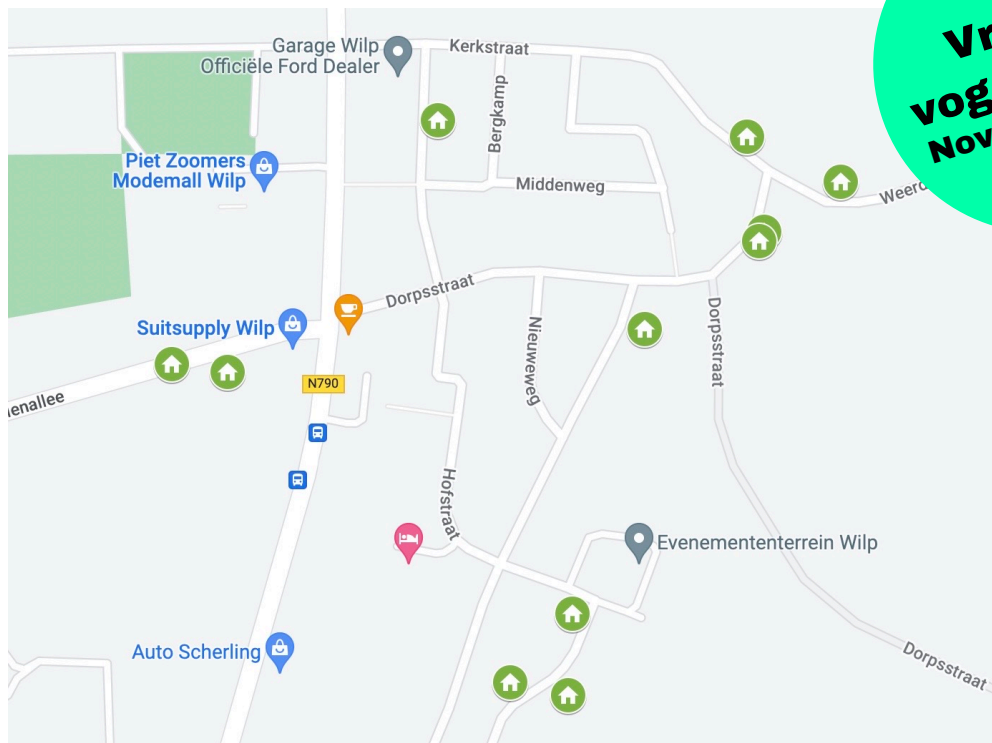 Garage Wilp
Officiële Ford Dealer
Kerkstraat
Bergkamp
Piet Zoomers
Modemall Wilp
Middenweg
Dorpsstraat
Suitsupply Wilp
Nieuweweg
Dorpsstraat
N790
Hofstraat
Evenemententerrein Wilp
Auto Scherling
Dorpsstraat